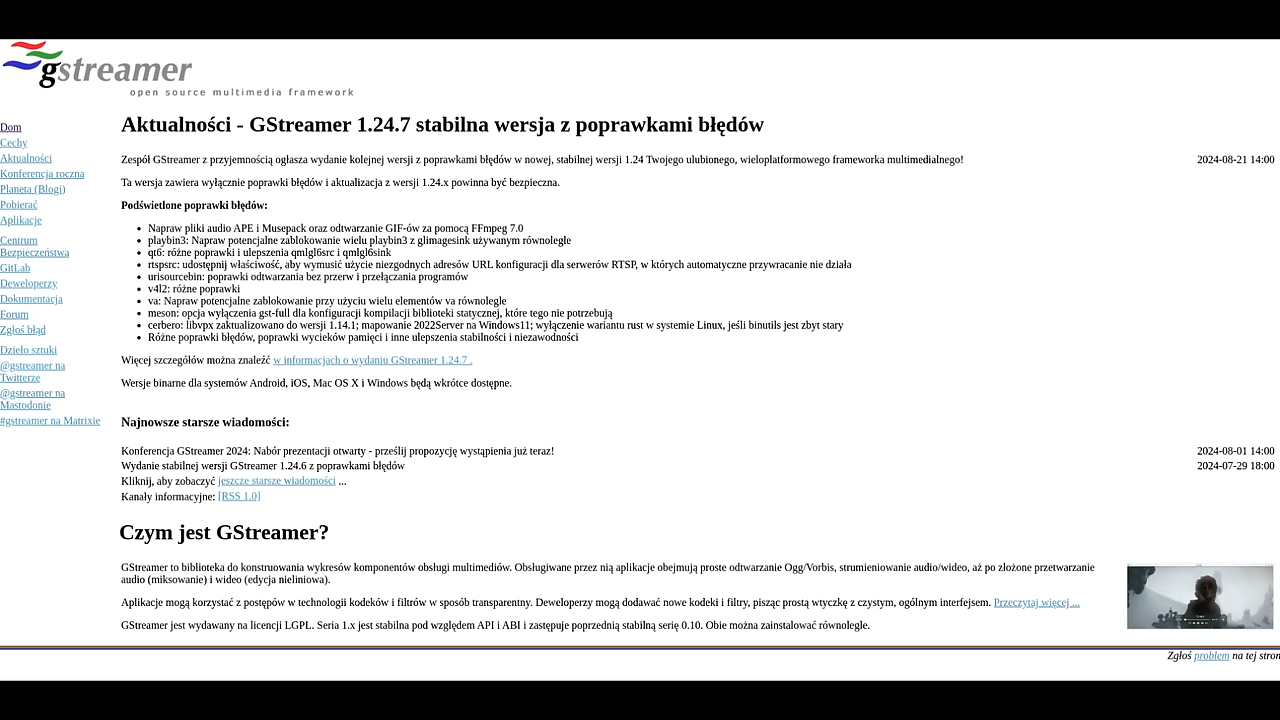 gstreamer
open source multimedia framework
Dom
Cechy
Aktualności
Konferencja roczna
Planeta (Blogi)
Pobierać
Aplikacje
Centrum
Bezpieczeństwa
GitLab
Deweloperzy
Dokumentacja
Forum
Zgłoś błąd
Dzieło sztuki
@gstreamer na
Twitterze
@gstreamer na
Mastodonie
#gstreamer na Matrixie
Aktualności - GStreamer 1.24.7 stabilna wersja z poprawkami błędów
Zespół GStreamer z przyjemnością ogłasza wydanie kolejnej wersji z poprawkami błędów w nowej, stabilnej wersji 1.24 Twojego ulubionego, wieloplatformowego frameworka multimedialnego! 2024-08-21 14:00
Ta wersja zawiera wyłącznie poprawki błędów i aktualizacja z wersji 1.24.x powinna być bezpieczna.
Podświetlone poprawki błędów:
• Napraw pliki audio APE i Musepack oraz odtwarzanie GIF-ów za pomocą FFmpeg 7.0
• playbin3: Napraw potencjalne zablokowanie wielu playbin3 z glimagesink używanym równolegle
• qt6: różne poprawki i ulepszenia qmlgl6src i qmlgl6sink
• rtspsrc: udostępnij właściwość, aby wymusić użycie niezgodnych adresów URL konfiguracji dla serwerów RTSP, w których automatyczne przywracanie nie działa
• urisourcebin: poprawki odtwarzania bez przerw i przełączania programów
• v4l2: różne poprawki
• va: Napraw potencjalne zablokowanie przy użyciu wielu elementów va równolegle
• meson: opcja wyłączenia gst-full dla konfiguracji kompilacji biblioteki statycznej, które tego nie potrzebują
• cerbero: libvpx zaktualizowano do wersji 1.14.1; mapowanie 2022Server na Windows11; wyłączenie wariantu rust w systemie Linux, jeśli binutils jest zbyt stary
• Różne poprawki błędów, poprawki wycieków pamięci i inne ulepszenia stabilności i niezawodności
Więcej szczegółów można znaleźć w informacjach o wydaniu GStreamer 1.24.7 .
Wersje binarne dla systemów Android, iOS, Mac OS X i Windows będą wkrótce dostępne.
Najnowsze starsze wiadomości:
Konferencja GStreamer 2024: Nabór prezentacji otwarty - prześlij propozycję wystąpienia już teraz! 2024-08-01 14:00
Wydanie stabilnej wersji GStreamer 1.24.6 z poprawkami błędów 2024-07-29 18:00
Kliknij, aby zobaczyć jeszcze starsze wiadomości ...
Kanały informacyjne: [RSS 1.0]
Czym jest GStreamer?
GStreamer to biblioteka do konstruowania wykresów komponentów obsługi multimediów. Obsługiwane przez nią aplikacje obejmują proste odtwarzanie Ogg/Vorbis, strumieniowanie audio/wideo, aż po złożone przetwarzanie
audio (miksowanie) i wideo (edycja nieliniowa).
Aplikacje mogą korzystać z postępów w technologii kodeków i filtrów w sposób transparentny. Deweloperzy mogą dodawać nowe kodeki i filtry, pisząc prostą wtyczkę z czystym, ogólnym interfejsem. Przeczytaj więcej ...
GStreamer jest wydawany na licencji LGPL. Seria 1.x jest stabilna pod względem API i ABI i zastępuje poprzednią stabilną serię 0.10. Obie można zainstalować równolegle.
Zgłoś problem na tej stron